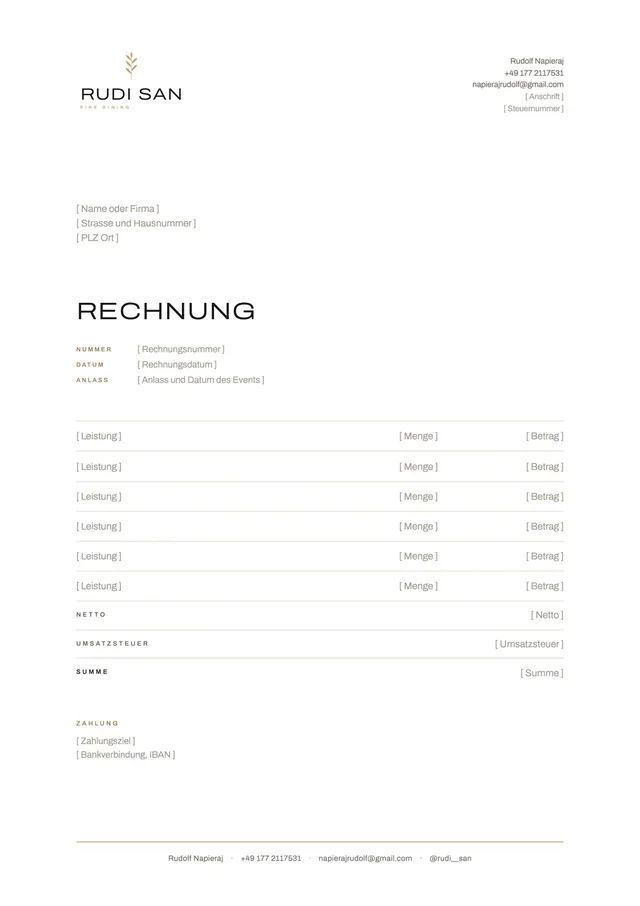 RUDI SAN
FINE DINING
Rudolf Napieraj
+49 177 2117531
napierajrudolf@gmail.com
[ Anschrift ]
[ Steuernummer ]
[ Name oder Firma ]
[ Strasse und Hausnummer ]
[ PLZ Ort ]
RECHNUNG
NUMMER [ Rechnungsnummer ]
DATUM [ Rechnungsdatum ]
ANLASS [ Anlass und Datum des Events ]
[ Leistung ] [ Menge ] [ Betrag ]
[ Leistung ] [ Menge ] [ Betrag ]
[ Leistung ] [ Menge ] [ Betrag ]
[ Leistung ] [ Menge ] [ Betrag ]
[ Leistung ] [ Menge ] [ Betrag ]
[ Leistung ] [ Menge ] [ Betrag ]
NETTO [ Netto ]
UMSATZSTEUER [ Umsatzsteuer ]
SUMME [ Summe ]
ZAHLUNG
[ Zahlungsziel ]
[ Bankverbindung, IBAN ]
Rudolf Napieraj · +49 177 2117531 · napierajrudolf@gmail.com · @rudi__san